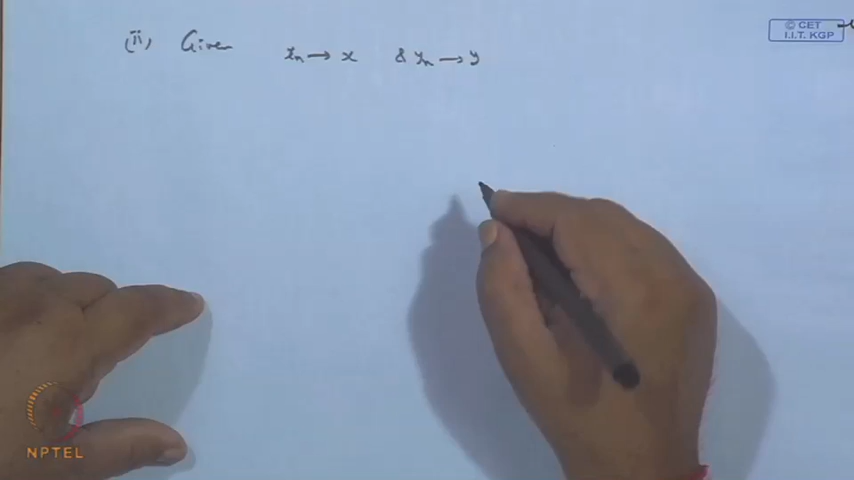 (ii) Given xn → x & yn → y
© CET
I.I.T. KGP
NPTEL